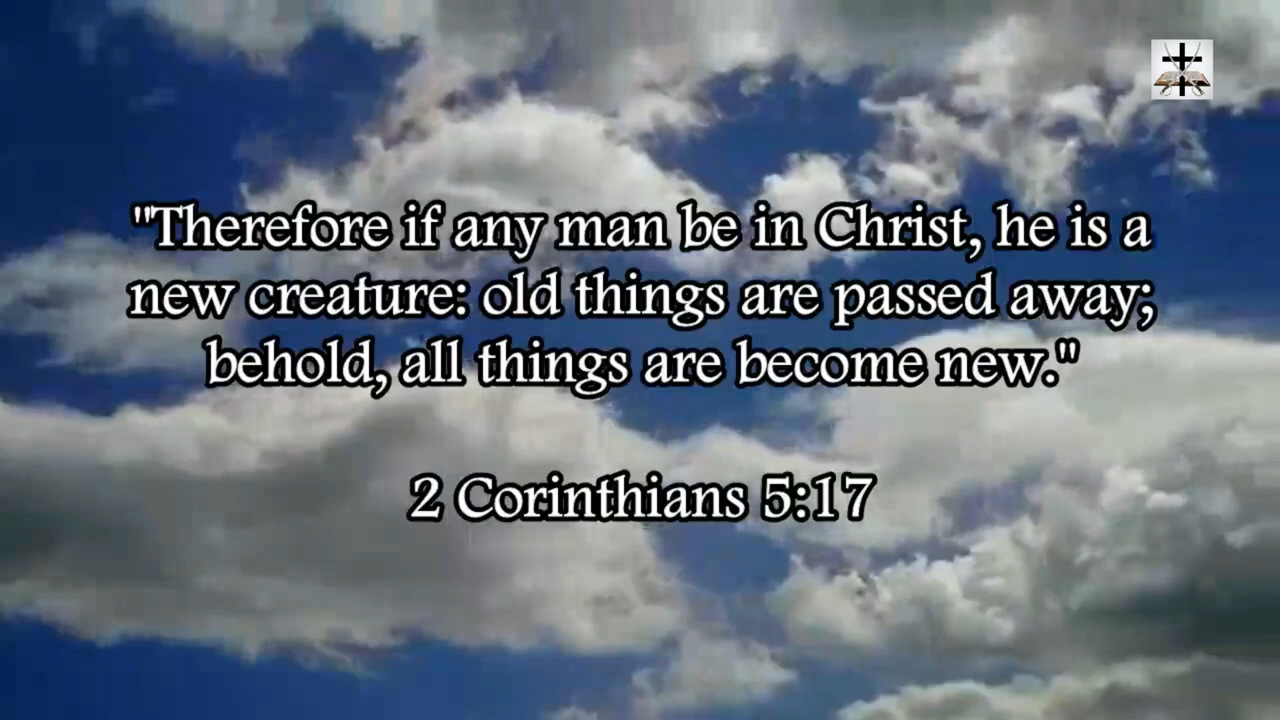 "Therefore if any man be in Christ, he is a
new creature: old things are passed away;
behold, all things are become new."
2 Corinthians 5:17